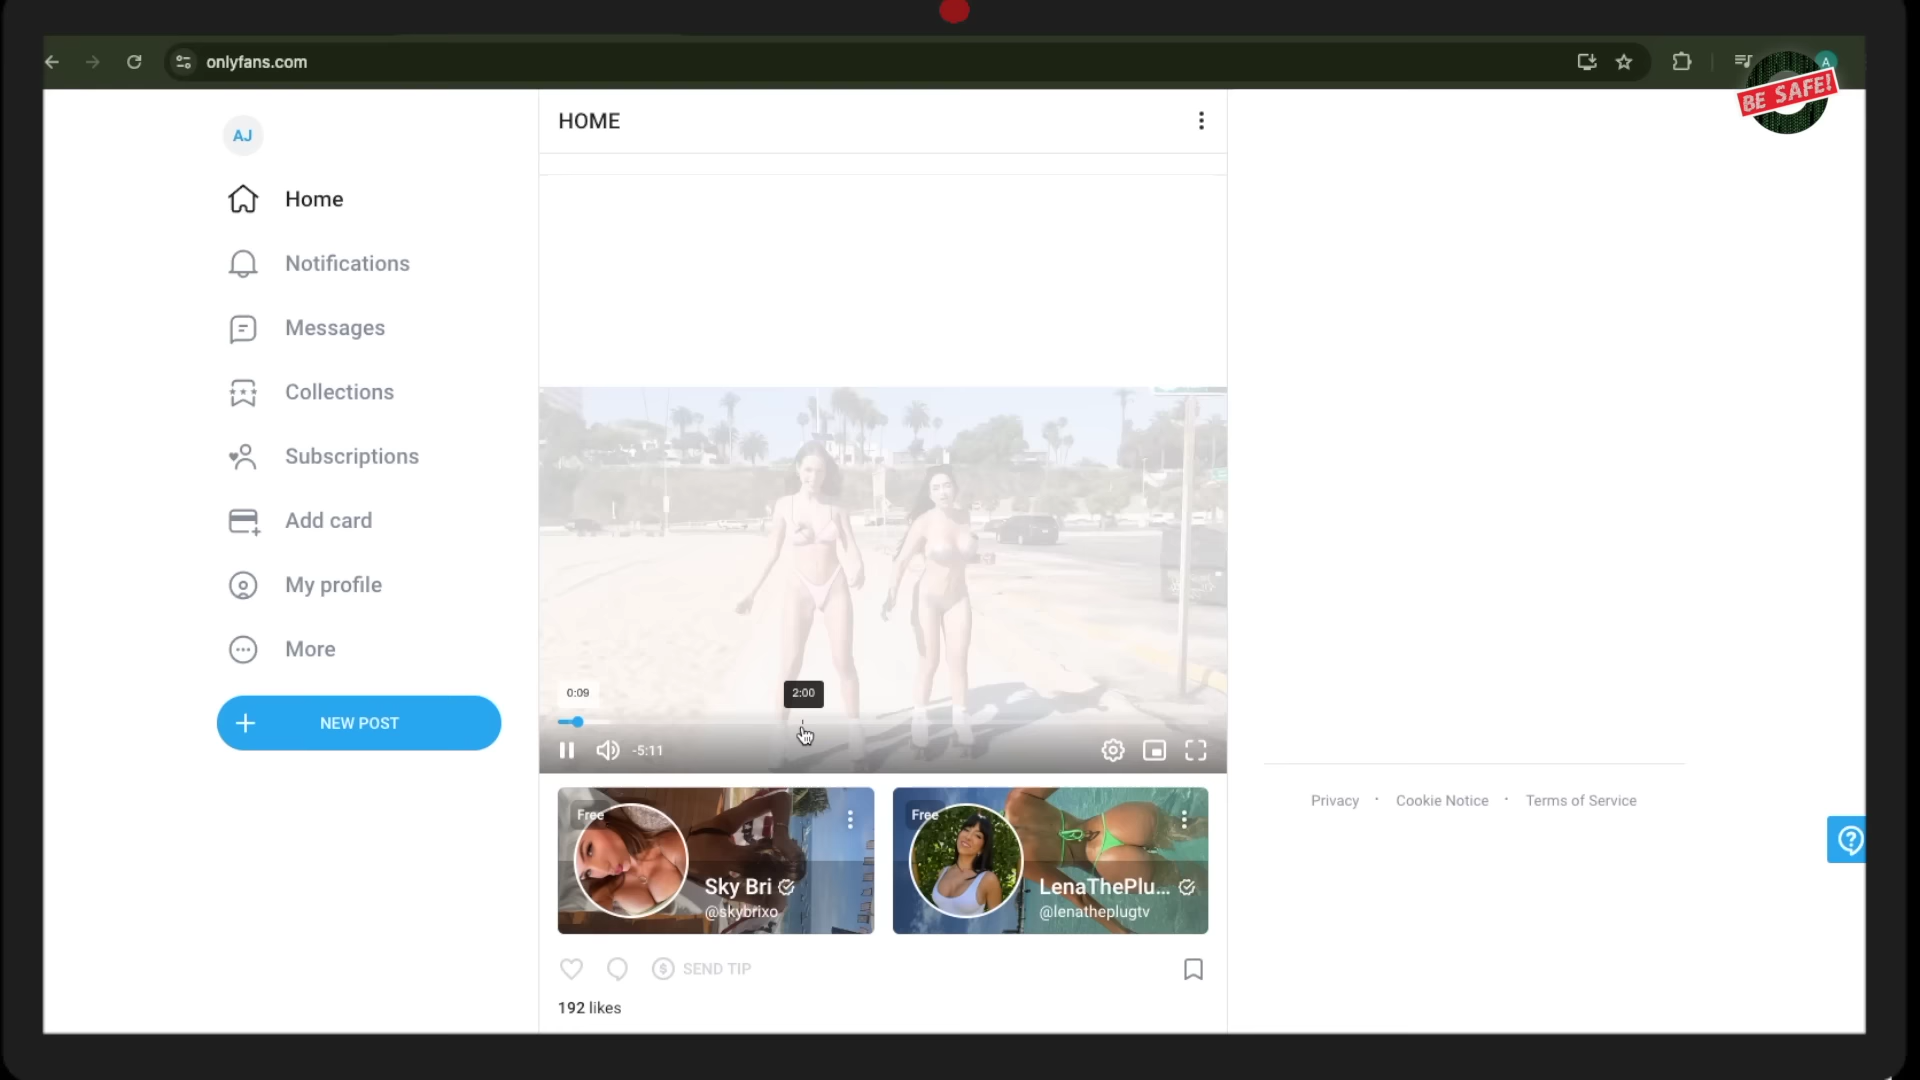 onlyfans.com
A
BE SAFE!
AJ
HOME
Home
Notifications
Messages
Collections
Subscriptions
Add card
My profile
More
NEW POST
0:09
2:00
-5:11
Free
Sky Bri
@skybrixo
Free
LenaThePlu...
@lenatheplugtv
SEND TIP
192 likes
Privacy · Cookie Notice · Terms of Service